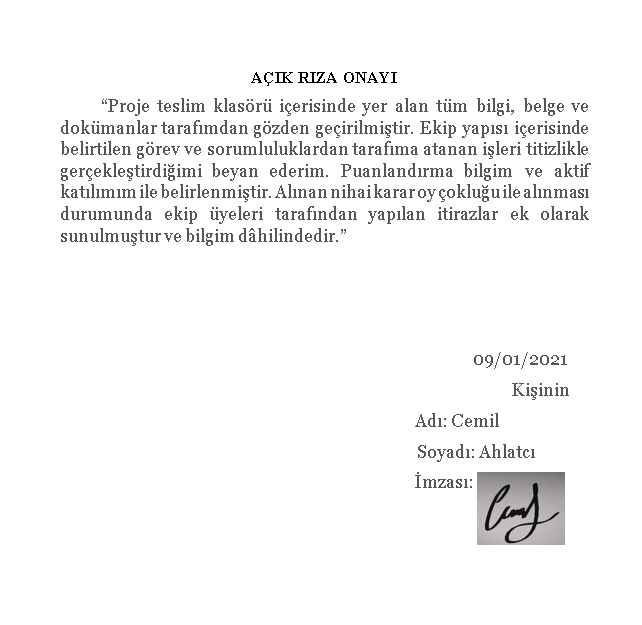 AÇIK RIZA ONAYI
“Proje teslim klasörü içerisinde yer alan tüm bilgi, belge ve
dokümanlar tarafımdan gözden geçirilmiştir. Ekip yapısı içerisinde
belirtilen görev ve sorumluluklardan tarafıma atanan işleri titizlikle
gerçekleştirdiğimi beyan ederim. Puanlandırma bilgim ve aktif
katılımım ile belirlenmiştir. Alınan nihai karar oy çokluğu ile alınması
durumunda ekip üyeleri tarafından yapılan itirazlar ek olarak
sunulmuştur ve bilgim dâhilindedir.”
09/01/2021
Kişinin
Adı: Cemil
Soyadı: Ahlatcı
İmzası: